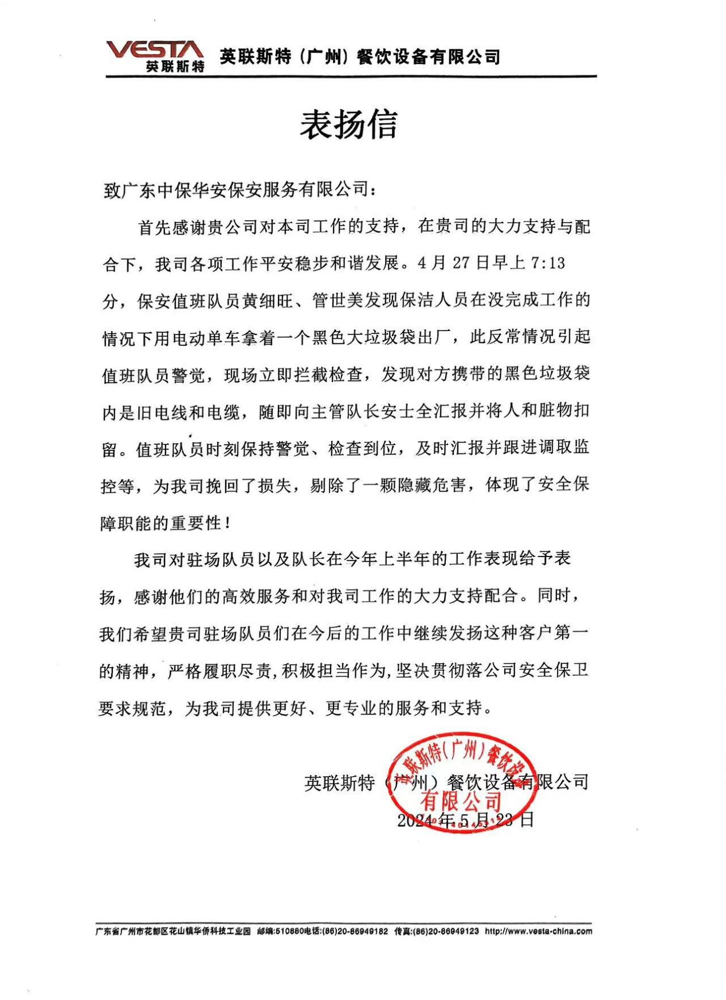 VESTA
英联斯特
英联斯特（广州）餐饮设备有限公司
表扬信
致广东中保华安保安服务有限公司：
首先感谢贵公司对本司工作的支持，在贵司的大力支持与配
合下，我司各项工作平安稳步和谐发展。4 月 27 日早上 7:13
分，保安值班队员黄细旺、管世美发现保洁人员在没完成工作的
情况下用电动单车拿着一个黑色大垃圾袋出厂，此反常情况引起
值班队员警觉，现场立即拦截检查，发现对方携带的黑色垃圾袋
内是旧电线和电缆，随即向主管队长安士全汇报并将人和脏物扣
留。值班队员时刻保持警觉、检查到位，及时汇报并跟进调取监
控等，为我司挽回了损失，剔除了一颗隐藏危害，体现了安全保
障职能的重要性！
我司对驻场队员以及队长在今年上半年的工作表现给予表
扬，感谢他们的高效服务和对我司工作的大力支持配合。同时，
我们希望贵司驻场队员们在今后的工作中继续发扬这种客户第一
的精神，严格履职尽责,积极担当作为,坚决贯彻落公司安全保卫
要求规范，为我司提供更好、更专业的服务和支持。
英联斯特（广州）餐饮设备有限公司
2024 年 5 月 23 日
英联斯特（广州）餐饮设备
有限公司
广东省广州市花都区花山镇华侨科技工业园 邮编:510880电话:(86)20-86949182 传真:(86)20-86949123 http://www.vesta-china.com